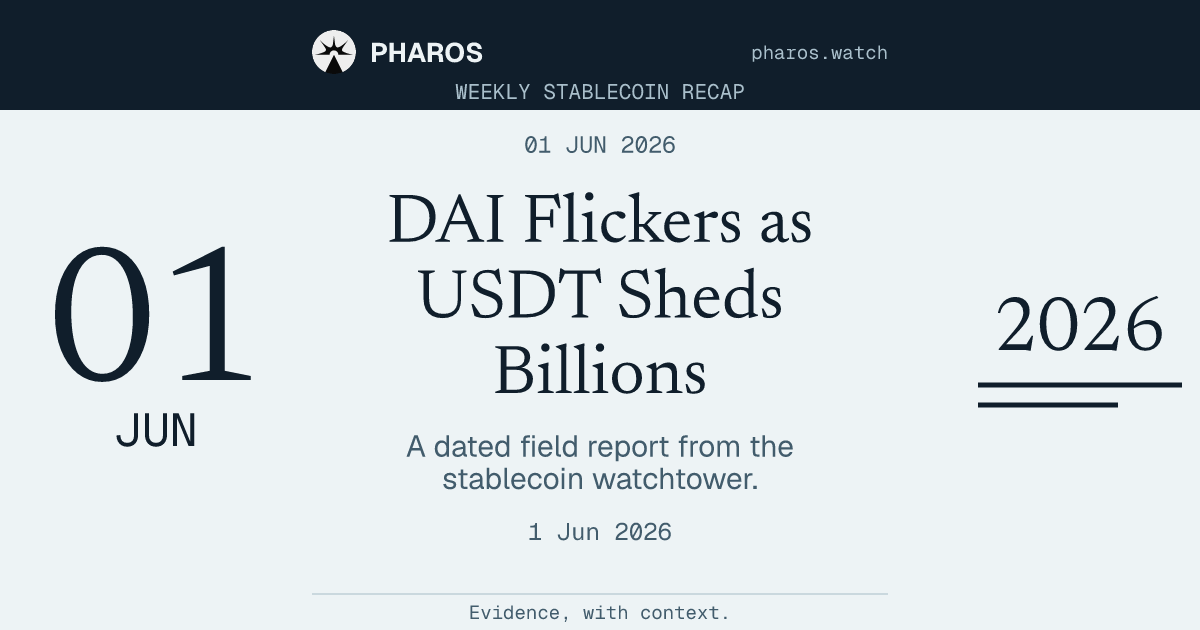 PHAROS
pharos.watch
WEEKLY STABLECOIN RECAP
01 JUN 2026
DAI Flickers as
USDT Sheds
Billions
01
JUN
2026
A dated field report from the
stablecoin watchtower.
1 Jun 2026
Evidence, with context.